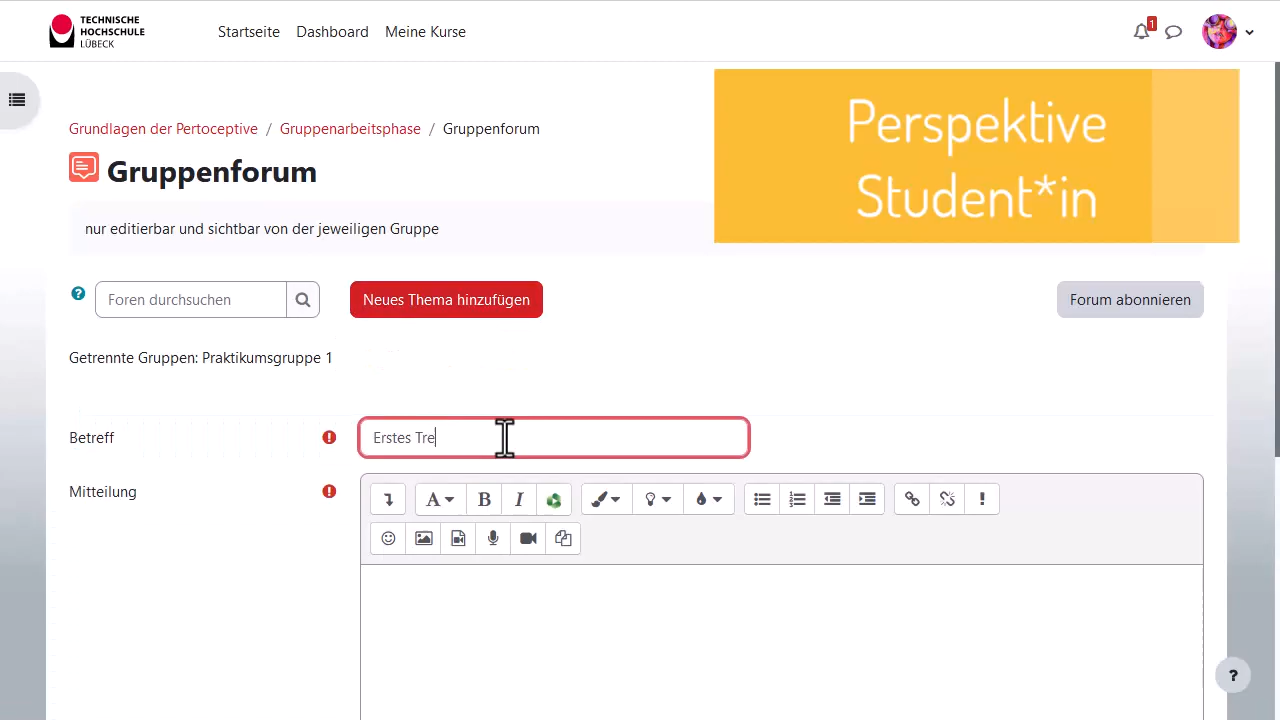 TECHNISCHE
HOCHSCHULE
LÜBECK
Startseite Dashboard Meine Kurse
1
Perspektive
Student*in
Grundlagen der Pertoceptive / Gruppenarbeitsphase / Gruppenforum
Gruppenforum
nur editierbar und sichtbar von der jeweiligen Gruppe
? Foren durchsuchen Neues Thema hinzufügen Forum abonnieren
Getrennte Gruppen: Praktikumsgruppe 1
Betreff ! Erstes Tre
Mitteilung ! A B I !
?